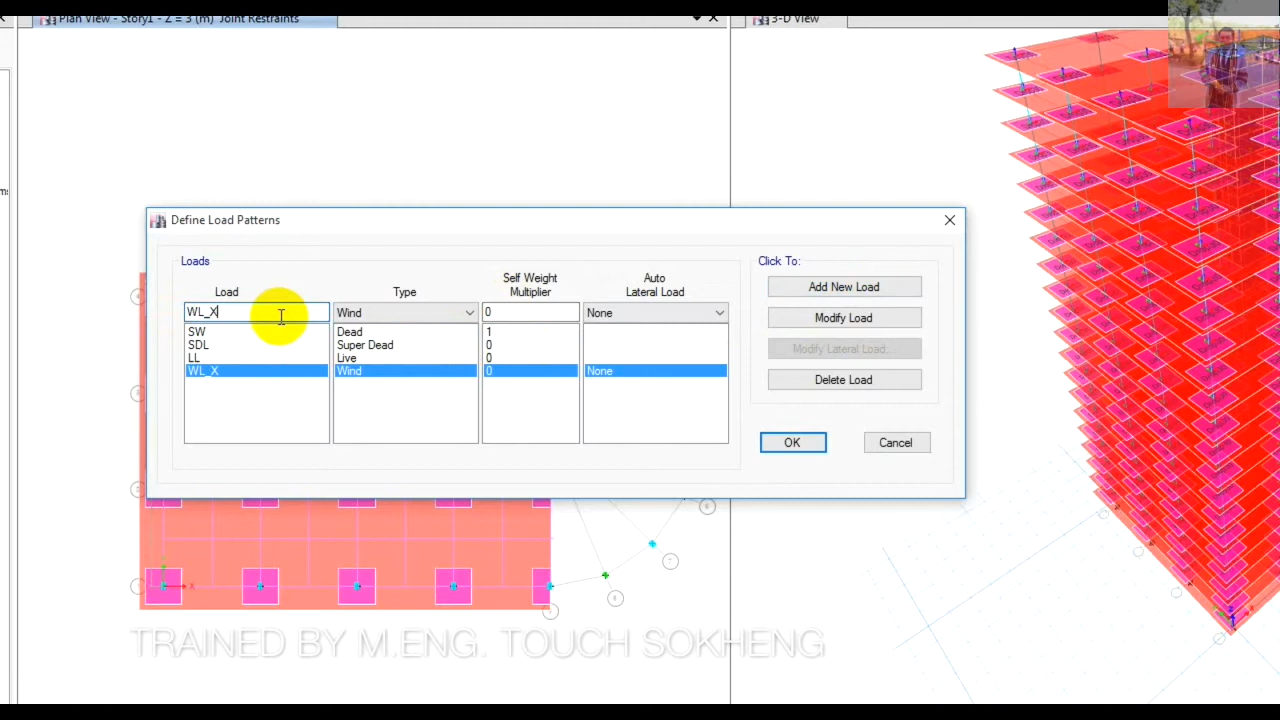 Plan View - Story1 - Z = 3 (m) Joint Restraints
3-D View
Define Load Patterns
Loads
Click To:
Load
Type
Self Weight
Multiplier
Auto
Lateral Load
WL_X
Wind
0
None
SW
Dead
1
SDL
Super Dead
0
LL
Live
0
WL_X
Wind
0
None
Add New Load
Modify Load
Modify Lateral Load...
Delete Load
OK
Cancel
TRAINED BY M.ENG. TOUCH SOKHENG